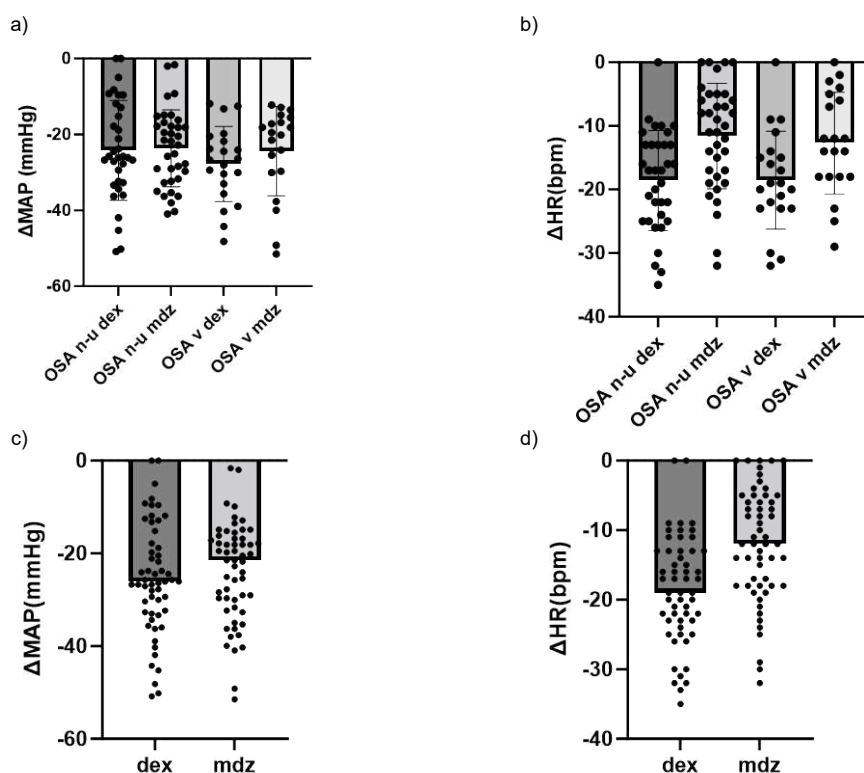 a)
ΔMAP (mmHg)
0
-20
-40
-60
OSA n-u dex
OSA n-u mdz
OSA v dex
OSA v mdz
b)
ΔHR(bpm)
0
-10
-20
-30
-40
OSA n-u dex
OSA n-u mdz
OSA v dex
OSA v mdz
c)
ΔMAP(mmHg)
0
-20
-40
-60
dex
mdz
d)
ΔHR(bpm)
0
-10
-20
-30
-40
dex
mdz